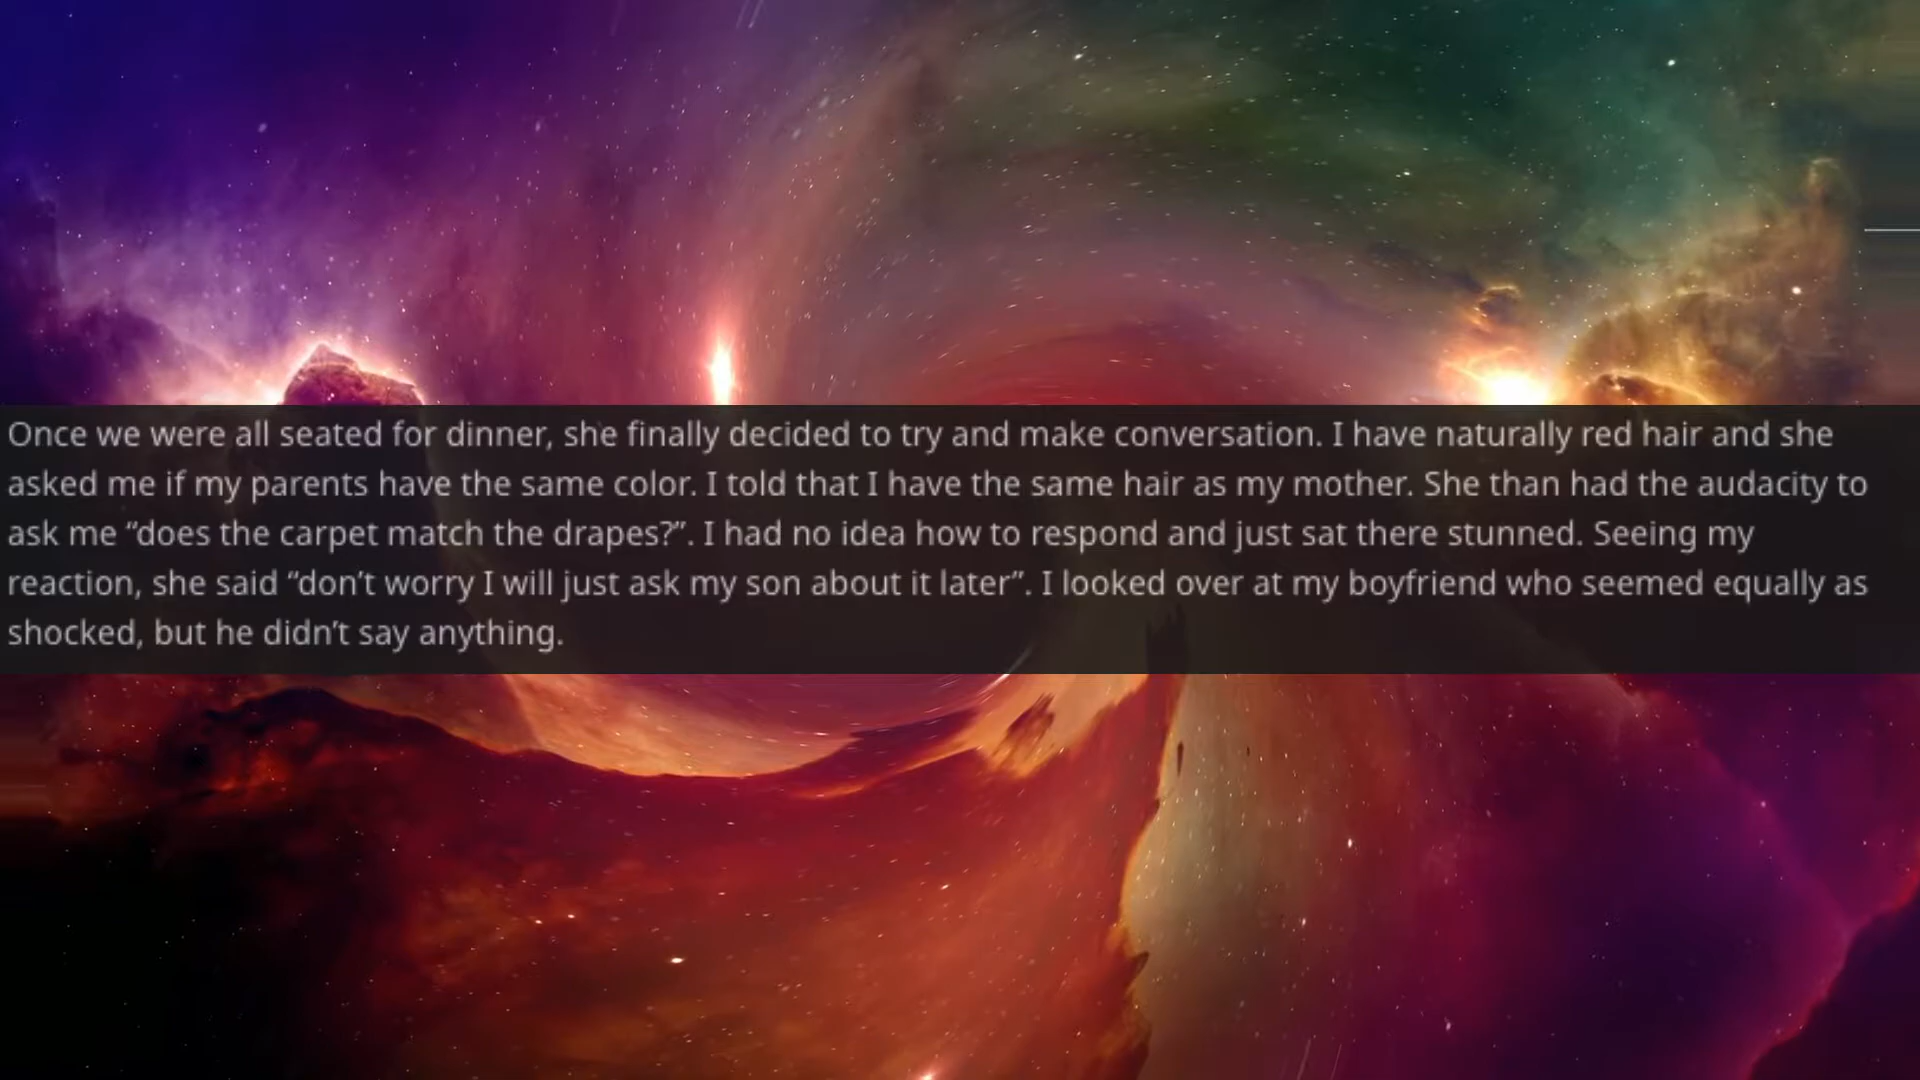 Once we were all seated for dinner, she finally decided to try and make conversation. I have naturally red hair and she
asked me if my parents have the same color. I told that I have the same hair as my mother. She than had the audacity to
ask me “does the carpet match the drapes?”. I had no idea how to respond and just sat there stunned. Seeing my
reaction, she said “don’t worry I will just ask my son about it later”. I looked over at my boyfriend who seemed equally as
shocked, but he didn’t say anything.